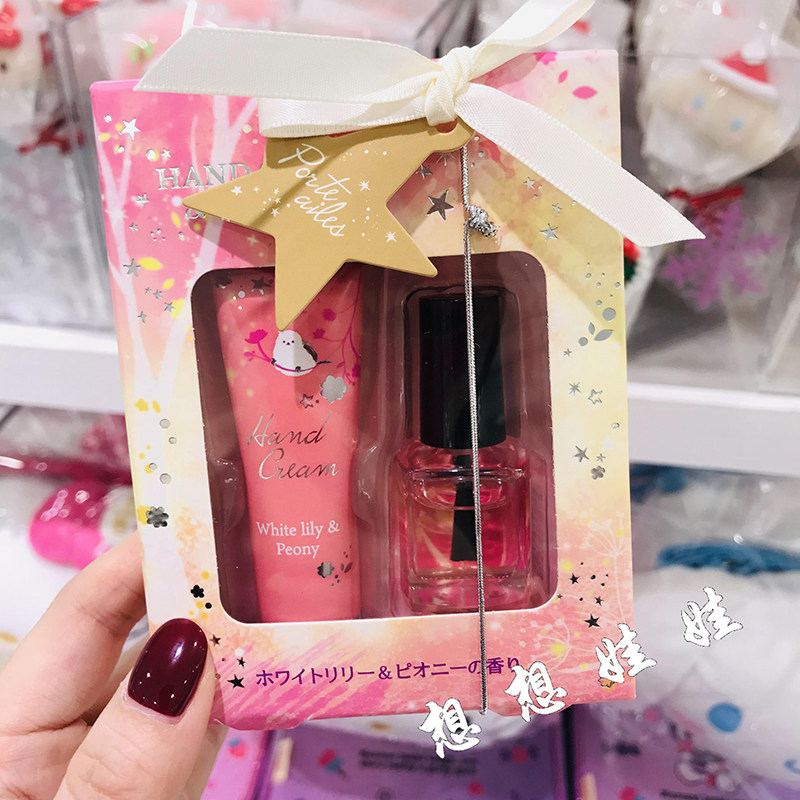 HAND
&
Porte
ailes
Hand
Cream
White lily &
Peony
ホワイトリリー&ピオニーの香り
想想娃娃